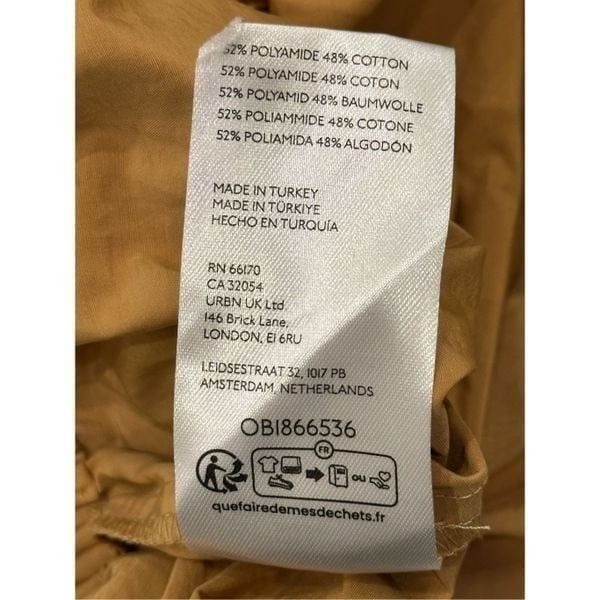 52% POLYAMIDE 48% COTTON
52% POLYAMIDE 48% COTON
52% POLYAMID 48% BAUMWOLLE
52% POLIAMMIDE 48% COTONE
52% POLIAMIDA 48% ALGODÓN
MADE IN TURKEY
MADE IN TÜRKIYE
HECHO EN TURQUÍA
RN 66170
CA 32054
URBN UK Ltd.
146 Brick Lane,
LONDON, E1 6RU
LEIDSESTRAAT 32, 1017 PB
AMSTERDAM, NETHERLANDS
OB1866536
FR
OU
quefairedemesdechets.fr